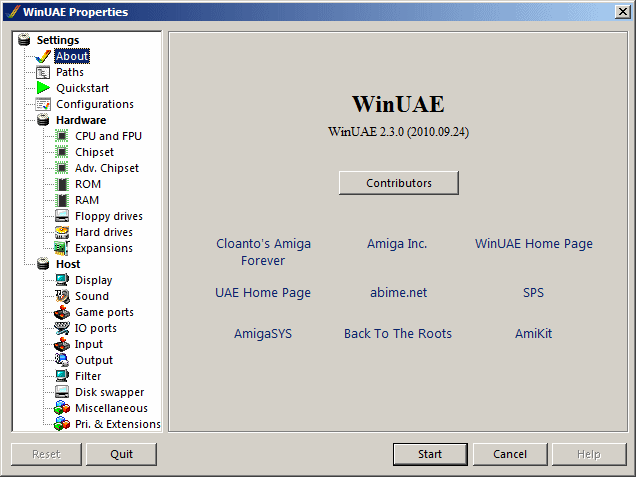 WinUAE Properties
Settings
About
Paths
Quickstart
Configurations
Hardware
CPU and FPU
Chipset
Adv. Chipset
ROM
RAM
Floppy drives
Hard drives
Expansions
Host
Display
Sound
Game ports
IO ports
Input
Output
Filter
Disk swapper
Miscellaneous
Pri. & Extensions
WinUAE
WinUAE 2.3.0 (2010.09.24)
Contributors
Cloanto's Amiga
Forever
Amiga Inc.
WinUAE Home Page
UAE Home Page
abime.net
SPS
AmigaSYS
Back To The Roots
AmiKit
Reset
Quit
Start
Cancel
Help